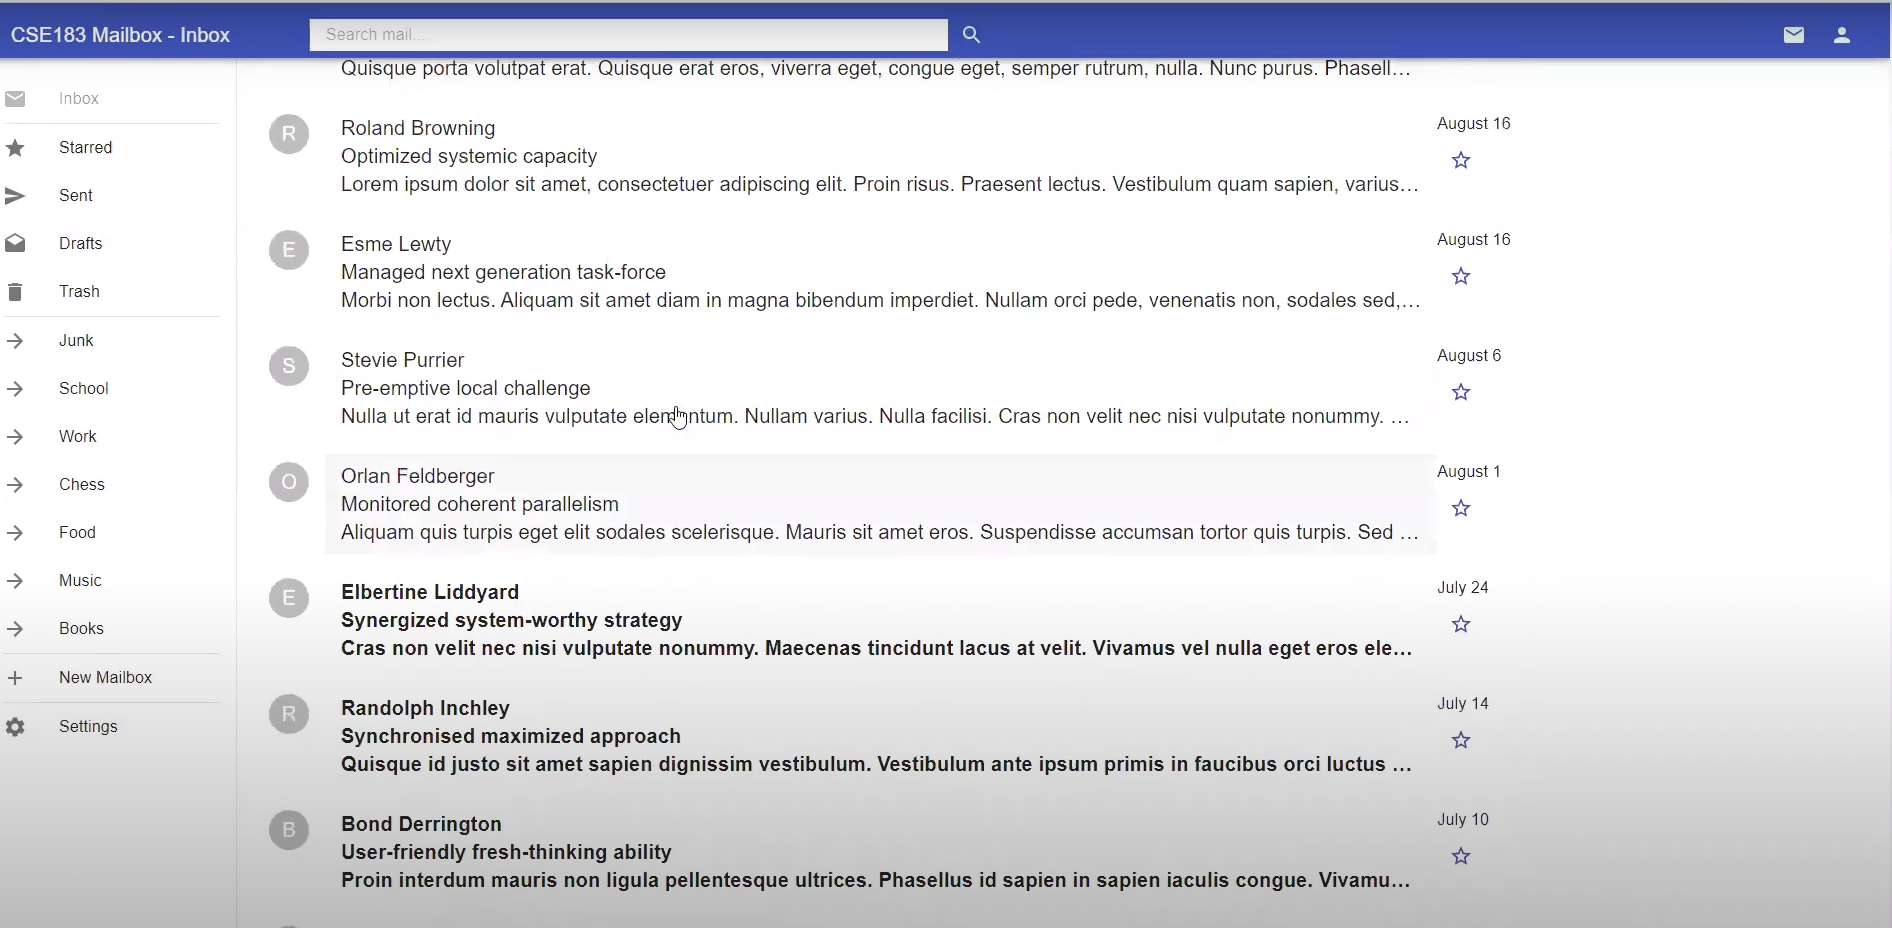 CSE183 Mailbox - Inbox
Search mail...
Inbox
Starred
Sent
Drafts
Trash
Junk
School
Work
Chess
Food
Music
Books
New Mailbox
Settings
Quisque porta volutpat erat. Quisque erat eros, viverra eget, congue eget, semper rutrum, nulla. Nunc purus. Phasell...
R
Roland Browning
August 16
Optimized systemic capacity
Lorem ipsum dolor sit amet, consectetuer adipiscing elit. Proin risus. Praesent lectus. Vestibulum quam sapien, varius...
E
Esme Lewty
August 16
Managed next generation task-force
Morbi non lectus. Aliquam sit amet diam in magna bibendum imperdiet. Nullam orci pede, venenatis non, sodales sed,...
S
Stevie Purrier
August 6
Pre-emptive local challenge
Nulla ut erat id mauris vulputate elementum. Nullam varius. Nulla facilisi. Cras non velit nec nisi vulputate nonummy. ...
O
Orlan Feldberger
August 1
Monitored coherent parallelism
Aliquam quis turpis eget elit sodales scelerisque. Mauris sit amet eros. Suspendisse accumsan tortor quis turpis. Sed ...
E
Elbertine Liddyard
July 24
Synergized system-worthy strategy
Cras non velit nec nisi vulputate nonummy. Maecenas tincidunt lacus at velit. Vivamus vel nulla eget eros ele...
R
Randolph Inchley
July 14
Synchronised maximized approach
Quisque id justo sit amet sapien dignissim vestibulum. Vestibulum ante ipsum primis in faucibus orci luctus ...
B
Bond Derrington
July 10
User-friendly fresh-thinking ability
Proin interdum mauris non ligula pellentesque ultrices. Phasellus id sapien in sapien iaculis congue. Vivamu...